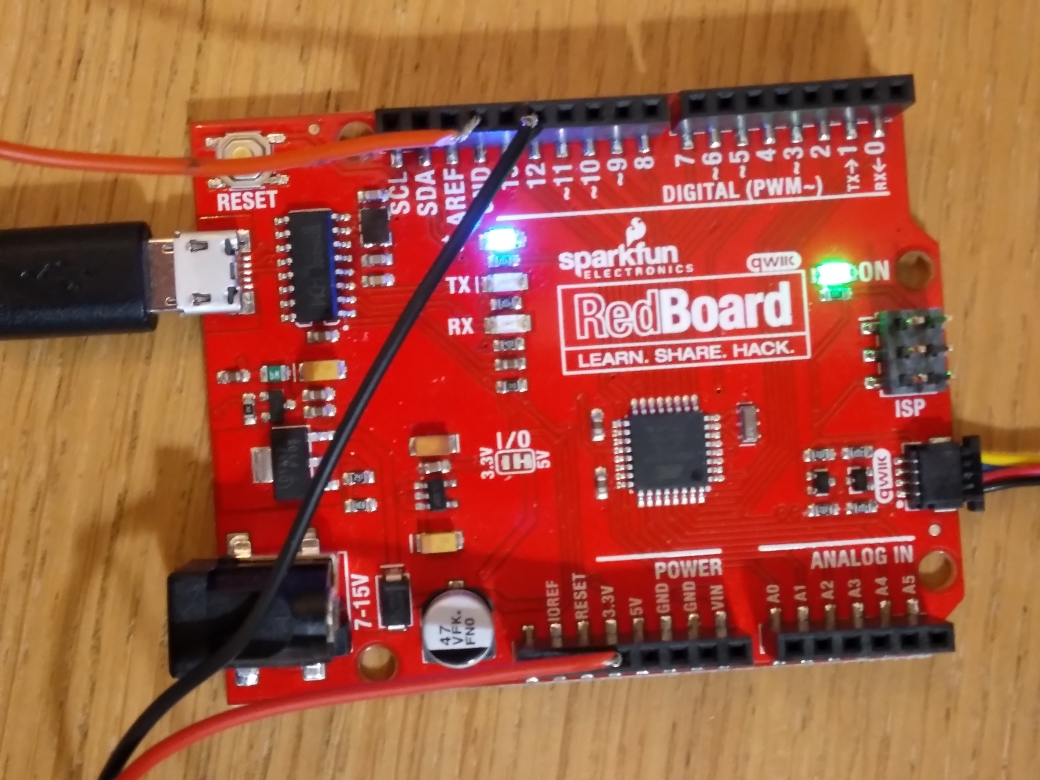 RESET
SCL
SDA
AREF
12
~11
~10
~9
8
7
~6
~5
4
~3
2
TX→1
RX←0
DIGITAL (PWM~)
sparkfun
ELECTRONICS
qwiic
ON
TX
RX
RedBoard
LEARN. SHARE. HACK.
ISP
I/O
3.3V
5V
qwiic
7-15V
47
VFK.
FN0
POWER
IOREF
RESET
3.3V
5V
GND
GND
VIN
ANALOG IN
A0
A1
A2
A3
A4
A5